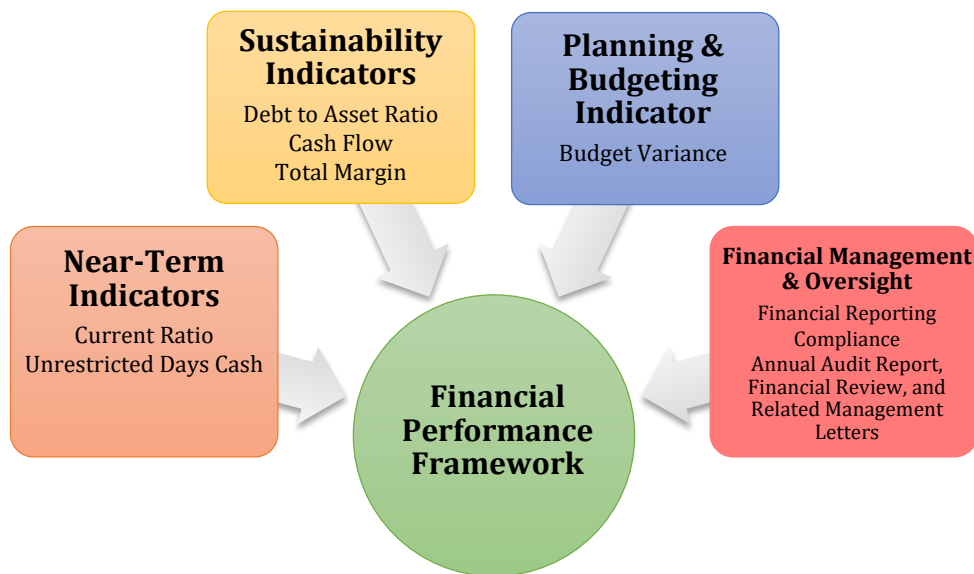 Sustainability
Indicators
Debt to Asset Ratio
Cash Flow
Total Margin
Planning &
Budgeting
Indicator
Budget Variance
Near-Term
Indicators
Current Ratio
Unrestricted Days Cash
Financial Management
& Oversight
Financial Reporting
Compliance
Annual Audit Report,
Financial Review, and
Related Management
Letters
Financial
Performance
Framework